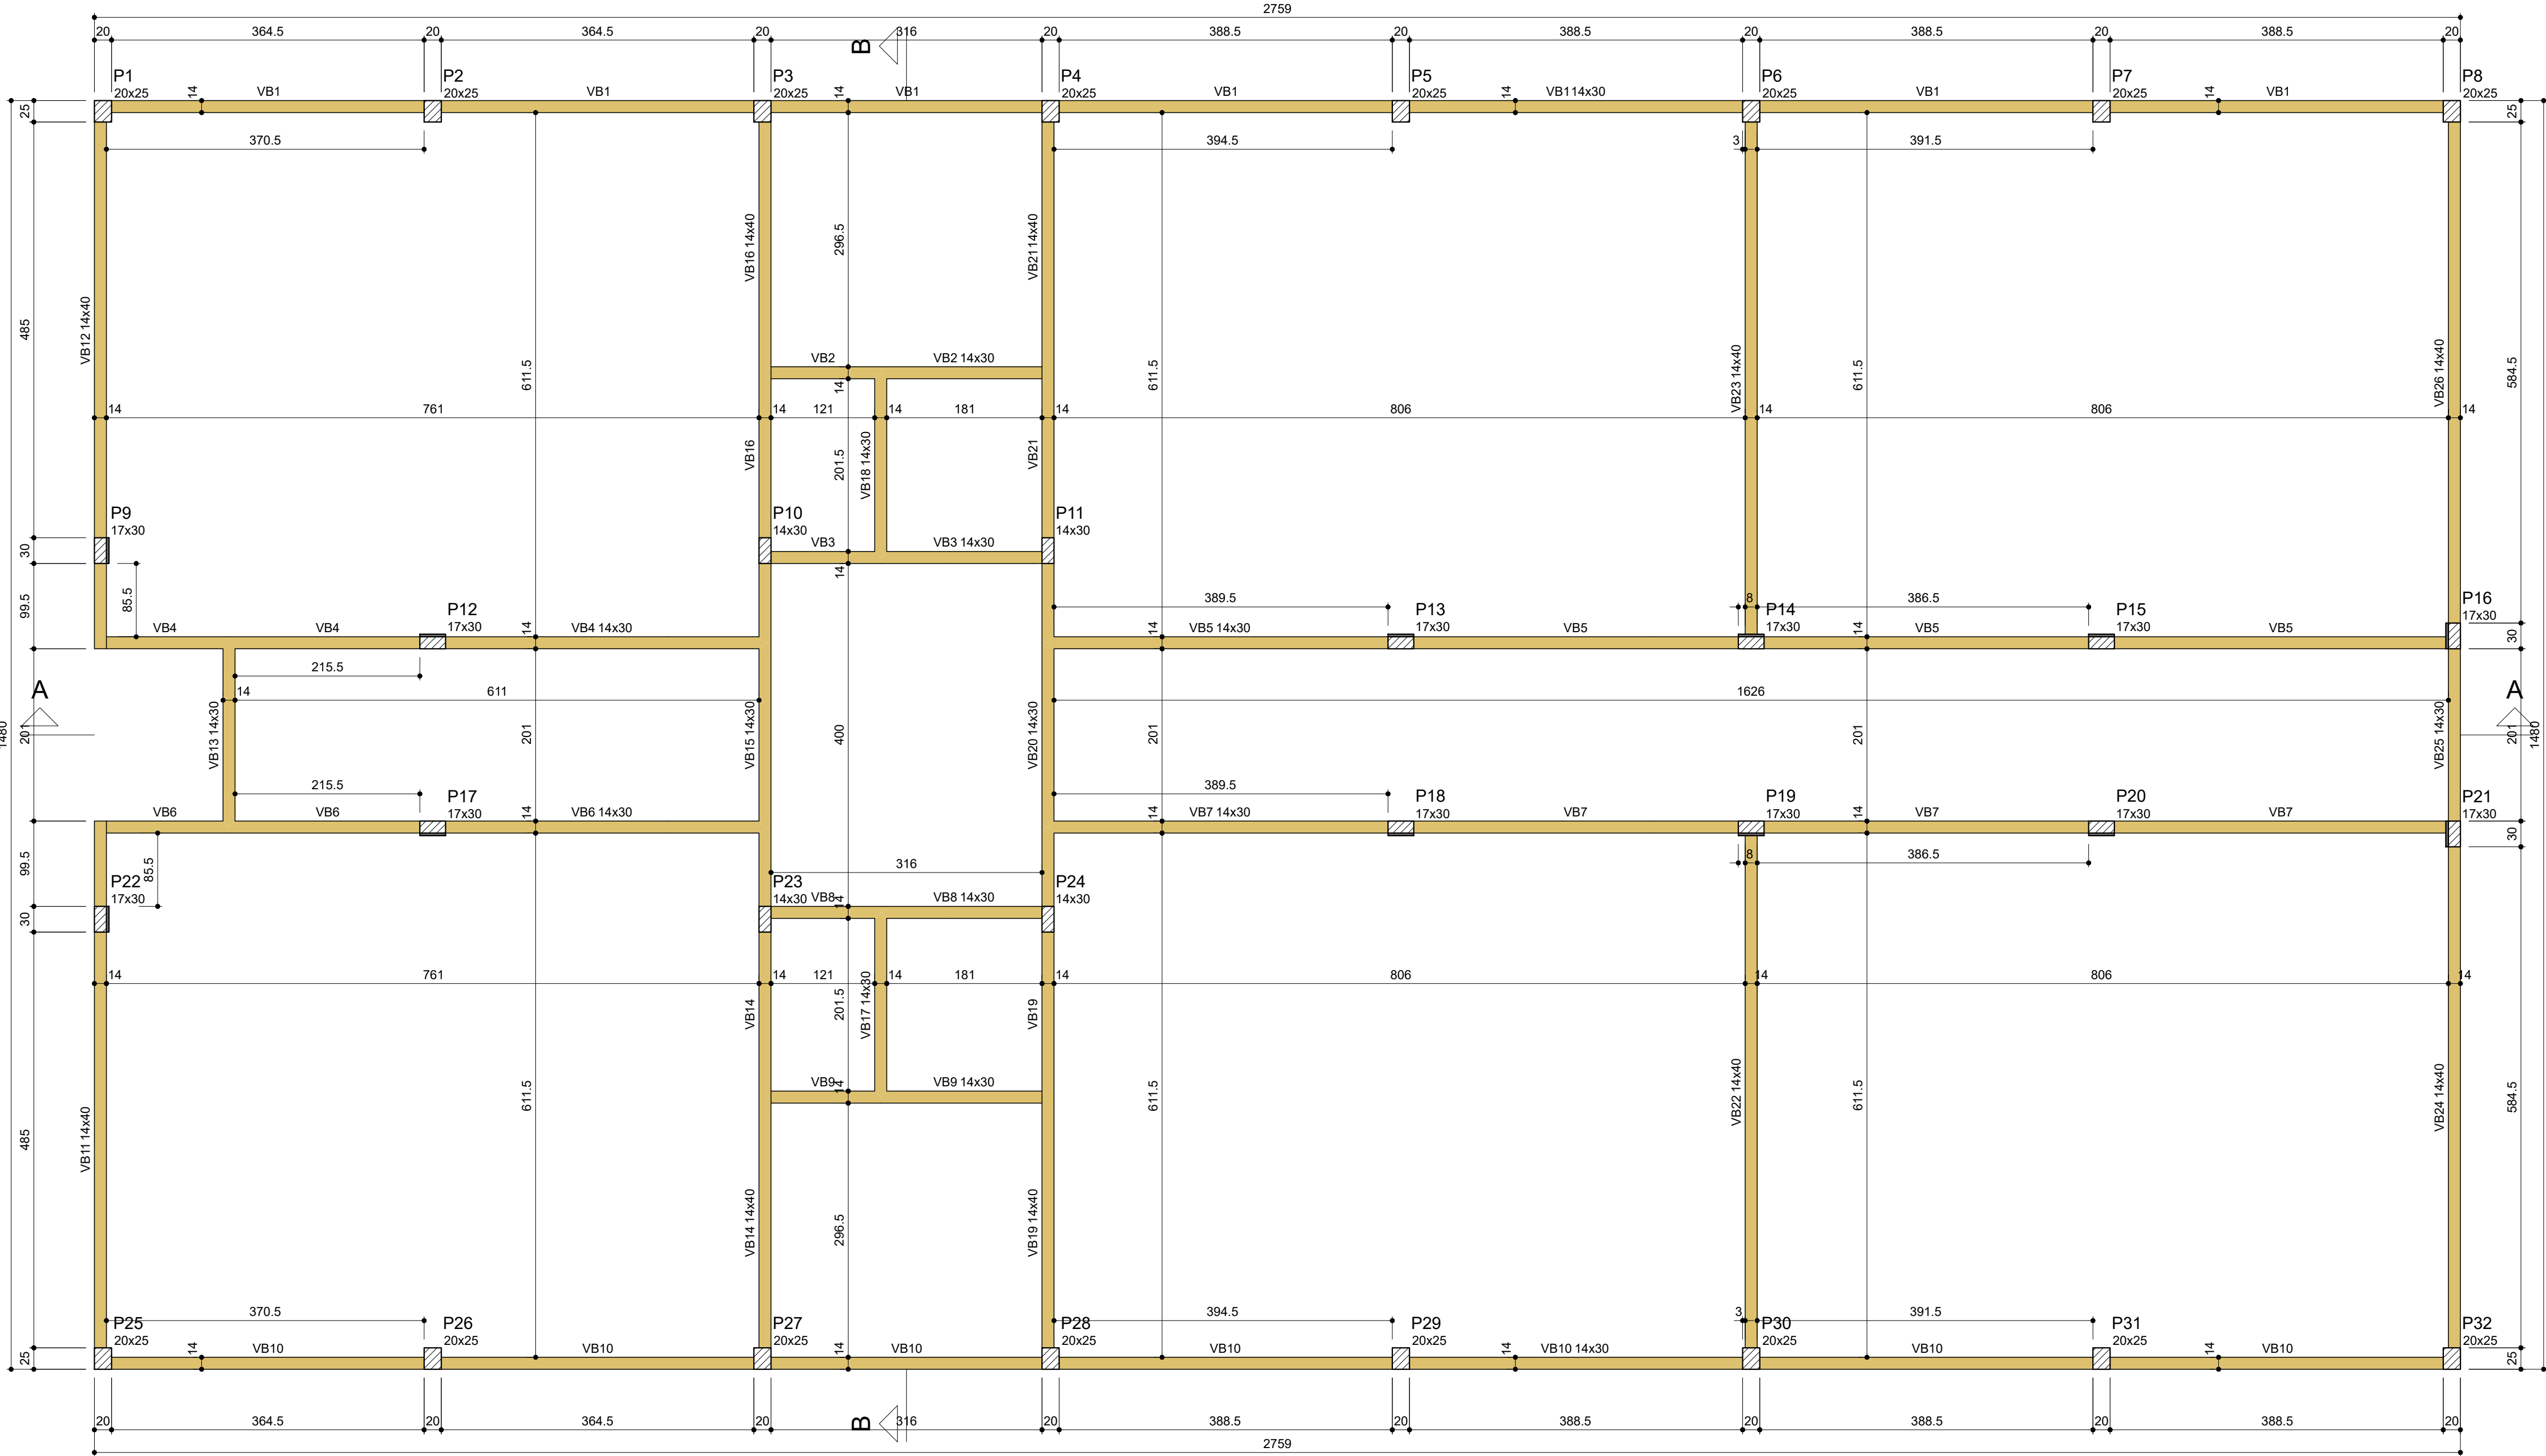 2759
20 364.5 20 364.5 20 B 316 20 388.5 20 388.5 20 388.5 20 388.5 20
P1 P2 P3 P4 P5 P6 P7 P8
20x25 14 VB1 20x25 VB1 20x25 14 VB1 20x25 VB1 20x25 14 VB1 14x30 20x25 VB1 20x25 14 VB1 20x25
25 25
370.5 394.5 3 391.5
VB16 14x40 296.5 VB21 14x40
VB12 14x40 485
VB2 VB2 14x30
611.5 14 611.5 VB23 14x40 611.5 VB26 14x40 584.5
14 761 14 121 14 181 14 806 14 806 14
VB16 201.5 VB18 14x30 VB21
P9 P10 P11
17x30 14x30 14x30
30 VB3 VB3 14x30
14
99.5 85.5
389.5 8 386.5
P12 P13 P14 P15 P16
17x30 17x30 17x30 17x30 17x30
VB4 VB4 14 VB4 14x30 14 VB5 14x30 VB5 14 VB5 VB5 30
215.5
A 14 611 1626 A
1480 201 VB13 14x30 201 VB15 14x30 400 VB20 14x30 201 201 VB25 14x30 201 1480
215.5 389.5
P17 P18 P19 P20 P21
VB6 VB6 17x30 14 VB6 14x30 14 VB7 14x30 17x30 VB7 17x30 14 VB7 17x30 VB7 17x30
30
99.5 85.5 316 8 386.5
P22 P23 P24
17x30 14x30 VB8 14 VB8 14x30 14x30
30
14 761 14 121 14 181 14 806 14 806 14
VB14 201.5 VB17 14x30 VB19
VB9 14 VB9 14x30
VB11 14x40 485 611.5 611.5 VB22 14x40 611.5 VB24 14x40 584.5
VB14 14x40 296.5 VB19 14x40
370.5 394.5 3 391.5
P25 P26 P27 P28 P29 P30 P31 P32
20x25 20x25 20x25 20x25 20x25 20x25 20x25 20x25
25 14 VB10 VB10 14 VB10 VB10 14 VB10 14x30 VB10 14 VB10 25
20 364.5 20 364.5 20 B 316 20 388.5 20 388.5 20 388.5 20 388.5 20
2759